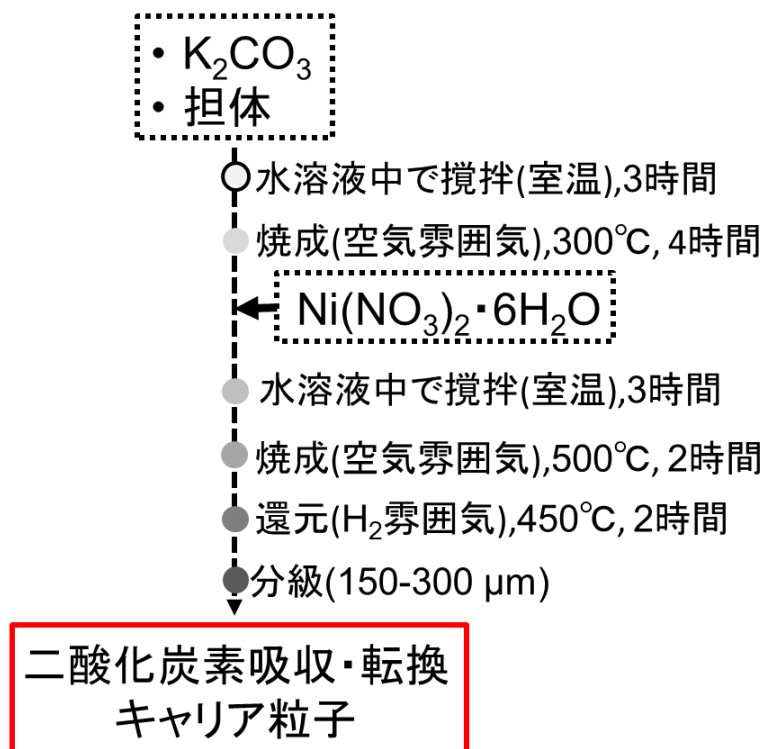 ・K₂CO₃
・担体
水溶液中で撹拌(室温),3時間
焼成(空気雰囲気),300℃, 4時間
Ni(NO₃)₂・6H₂O
水溶液中で撹拌(室温),3時間
焼成(空気雰囲気),500℃, 2時間
還元(H₂雰囲気),450℃, 2時間
分級(150-300 μm)
二酸化炭素吸収・転換
キャリア粒子